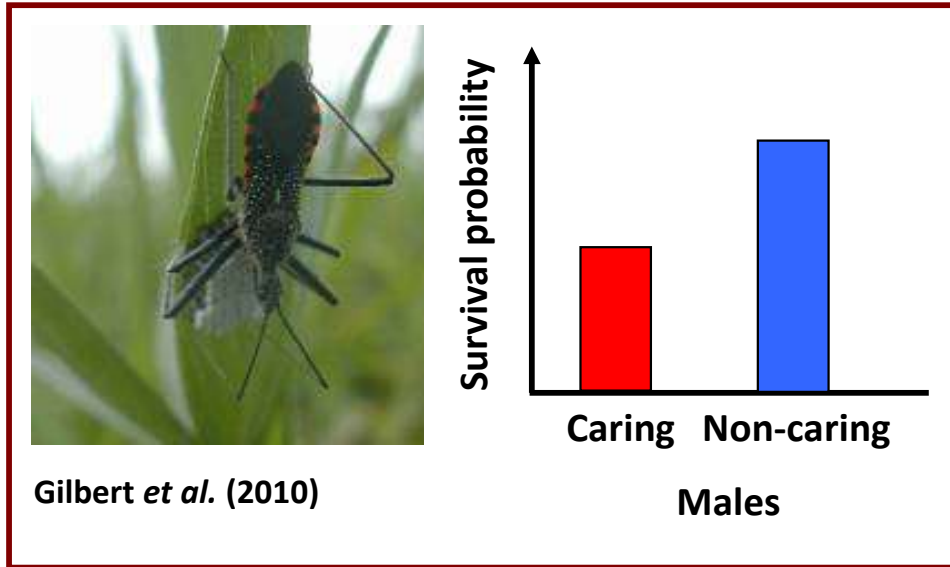 Survival probability
Caring Non-caring
Males
Gilbert et al. (2010)